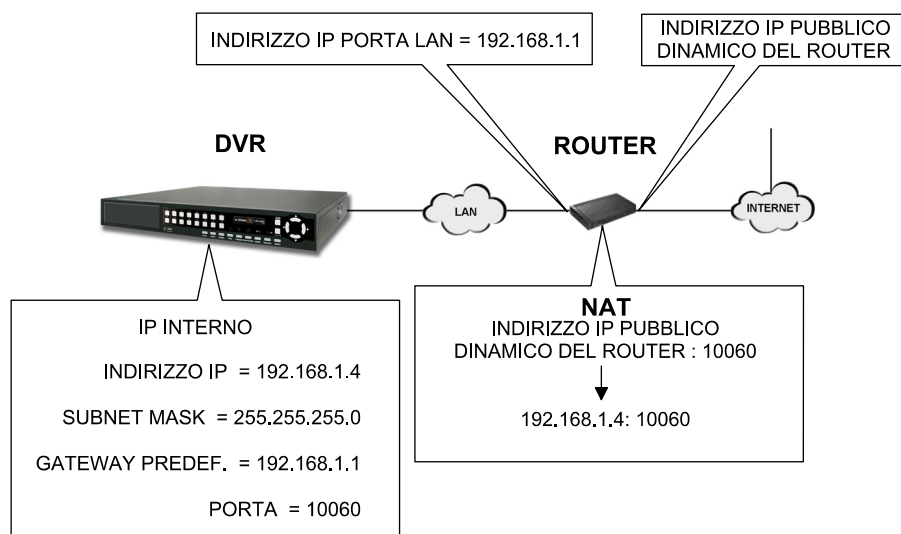 INDIRIZZO IP PORTA LAN = 192.168.1.1
INDIRIZZO IP PUBBLICO
DINAMICO DEL ROUTER
DVR
ROUTER
LAN
INTERNET
IP INTERNO
INDIRIZZO IP = 192.168.1.4
SUBNET MASK = 255.255.255.0
GATEWAY PREDEF. = 192.168.1.1
PORTA = 10060
NAT
INDIRIZZO IP PUBBLICO
DINAMICO DEL ROUTER : 10060
192.168.1.4: 10060